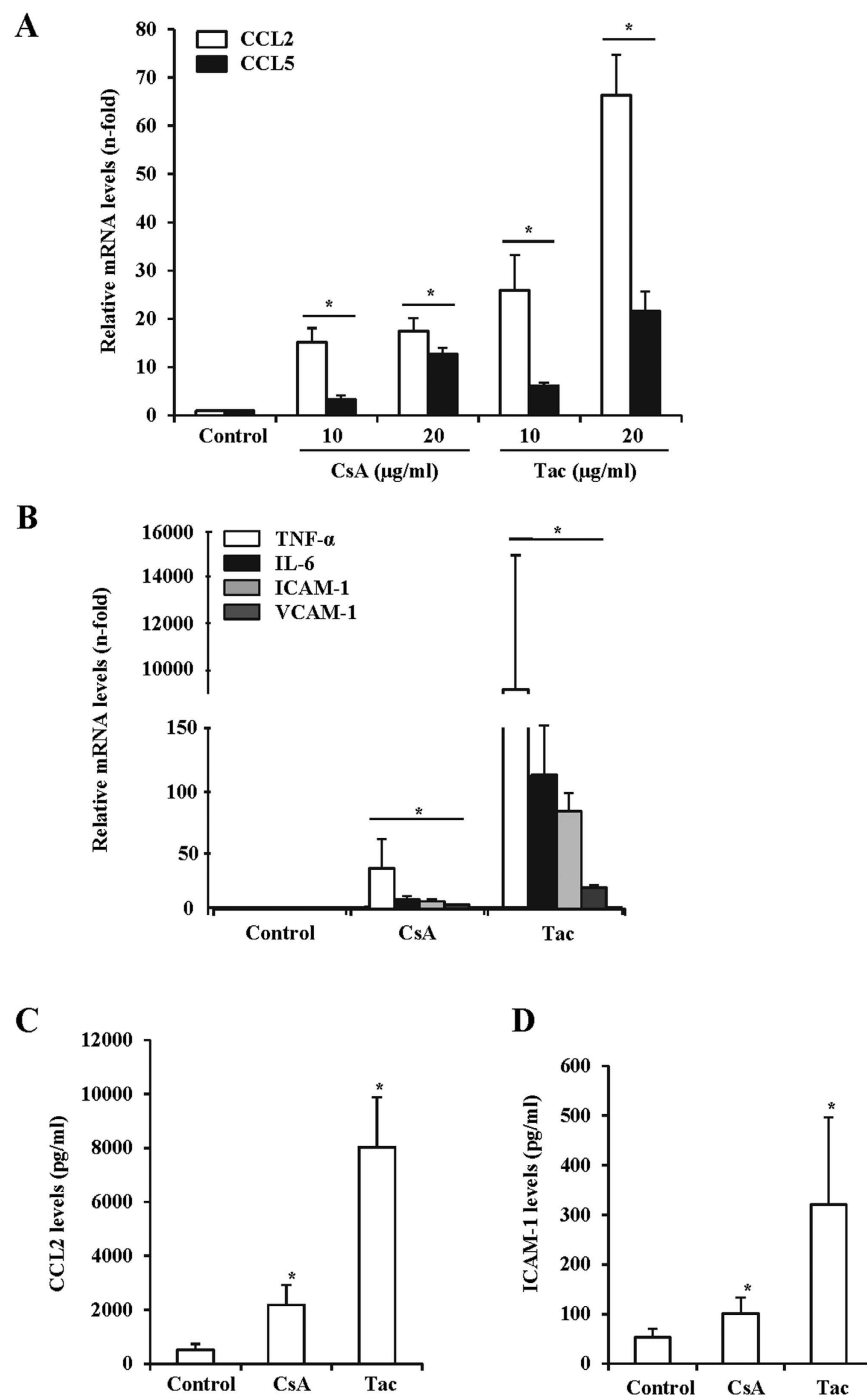 A
CCL2
CCL5
Relative mRNA levels (n-fold)
80
70
60
50
40
30
20
10
0
*
*
*
*
Control
10
20
10
20
CsA (µg/ml)
Tac (µg/ml)
B
TNF-α
IL-6
ICAM-1
VCAM-1
Relative mRNA levels (n-fold)
16000
14000
12000
10000
150
100
50
0
*
*
Control
CsA
Tac
C
CCL2 levels (pg/ml)
12000
10000
8000
6000
4000
2000
0
*
*
Control
CsA
Tac
D
ICAM-1 levels (pg/ml)
600
500
400
300
200
100
0
*
*
Control
CsA
Tac